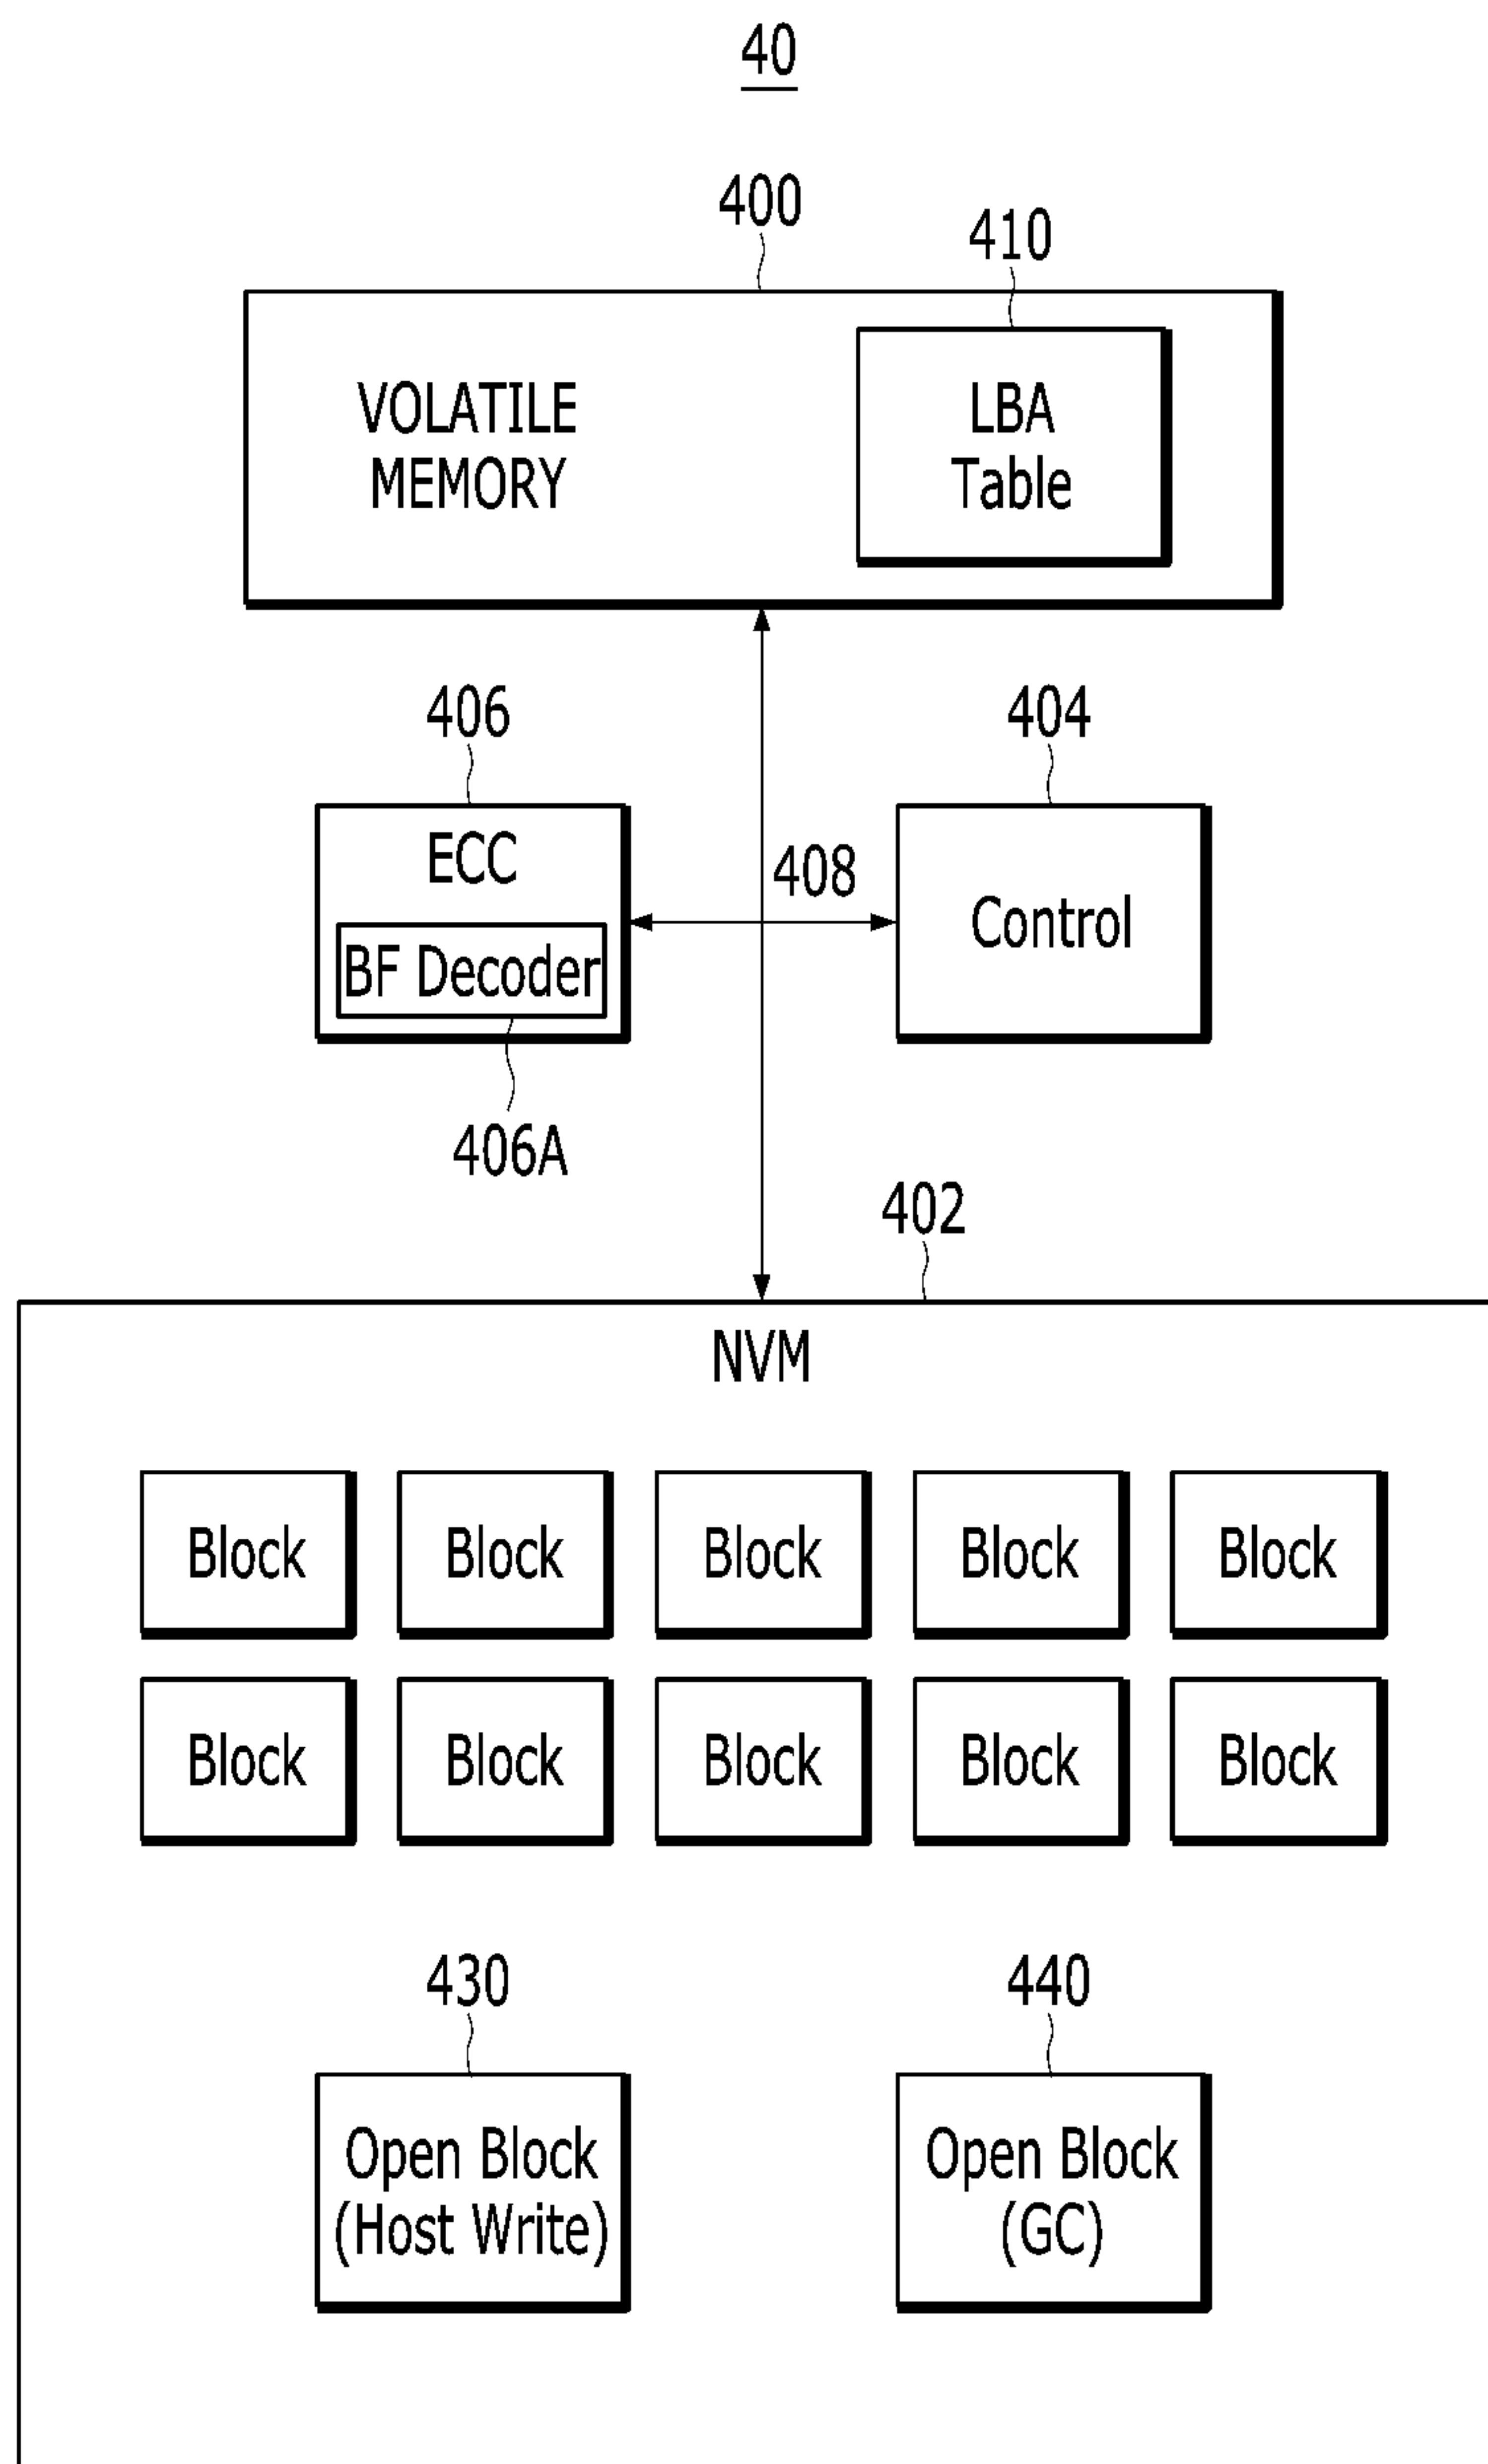 40
400
410
VOLATILE
MEMORY
LBA
Table
406
404
ECC
408
BF Decoder
Control
406A
402
NVM
Block Block Block Block Block
Block Block Block Block Block
430
440
Open Block
(Host Write)
Open Block
(GC)